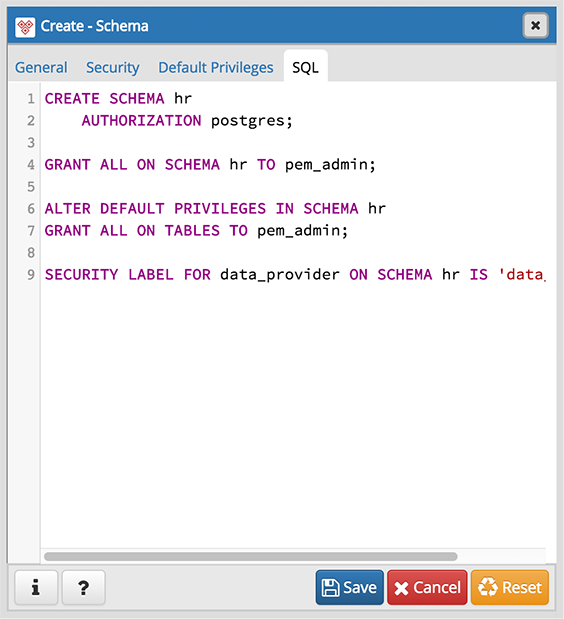 Create - Schema
General Security Default Privileges SQL
1 CREATE SCHEMA hr
2 AUTHORIZATION postgres;
3
4 GRANT ALL ON SCHEMA hr TO pem_admin;
5
6 ALTER DEFAULT PRIVILEGES IN SCHEMA hr
7 GRANT ALL ON TABLES TO pem_admin;
8
9 SECURITY LABEL FOR data_provider ON SCHEMA hr IS 'data_
i ? Save Cancel Reset